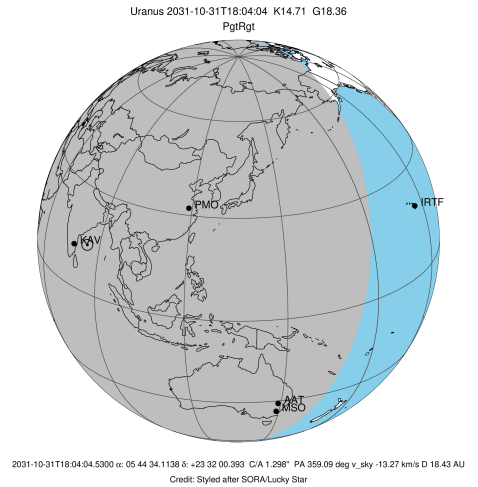 Uranus 2031-10-31T18:04:04 K14.71 G18.36
PgtRgt
PMO
IRTF
KAV
AAT
MSO
2031-10-31T18:04:04.5300 α: 05 44 34.1138 δ: +23 32 00.393 C/A 1.298" PA 359.09 deg v_sky -13.27 km/s D 18.43 AU
Credit: Styled after SORA/Lucky Star